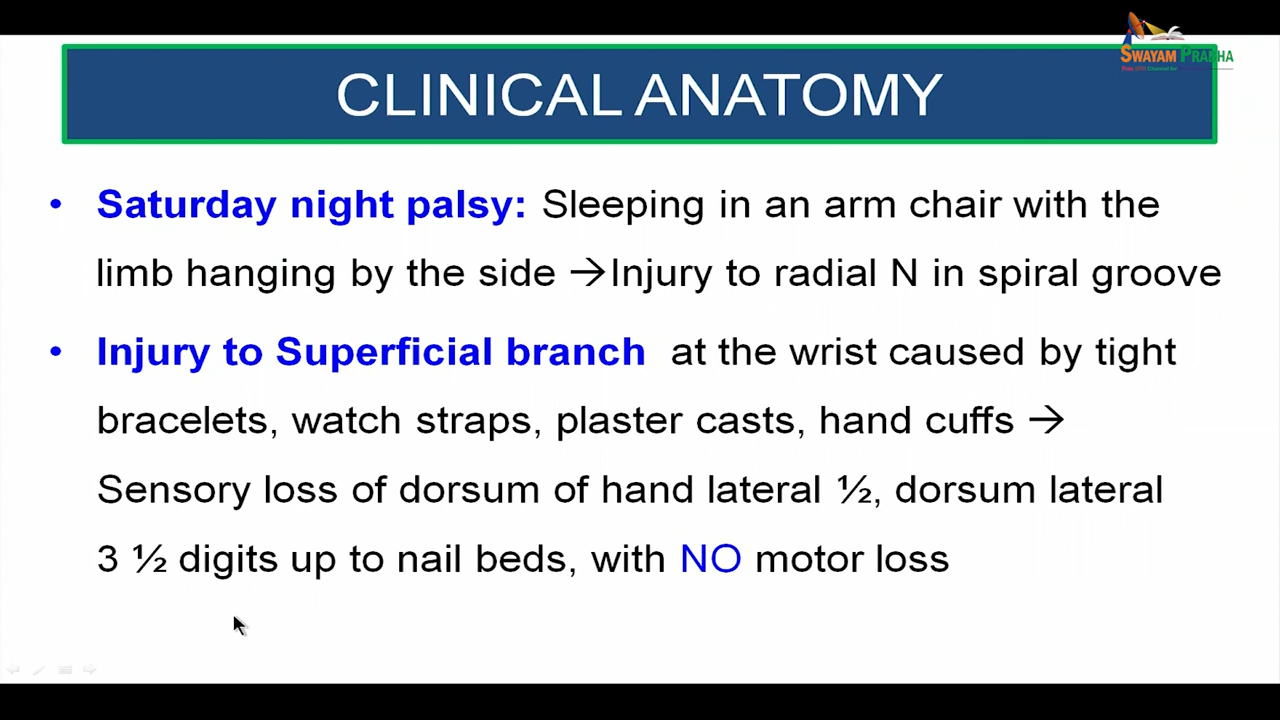 SWAYAM PRABHA
CLINICAL ANATOMY
• Saturday night palsy: Sleeping in an arm chair with the
limb hanging by the side →Injury to radial N in spiral groove
• Injury to Superficial branch at the wrist caused by tight
bracelets, watch straps, plaster casts, hand cuffs →
Sensory loss of dorsum of hand lateral ½, dorsum lateral
3 ½ digits up to nail beds, with NO motor loss